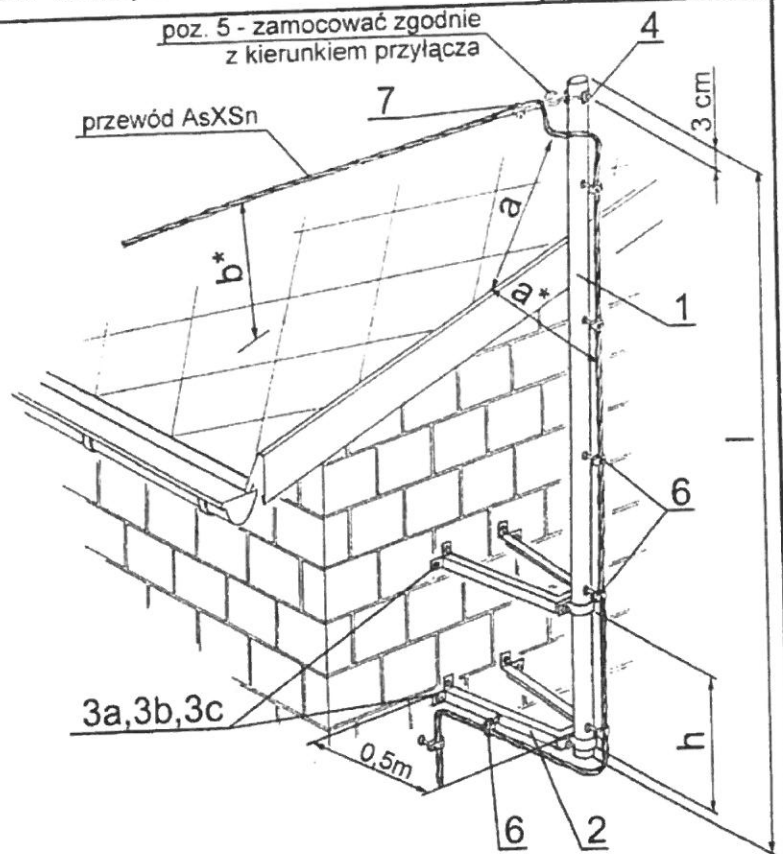 poz. 5 - zamocować zgodnie
z kierunkiem przyłącza
4
7
3 cm
przewód AsXSn
a
b*
a*
1
l
6
3a,3b,3c
0,5m
h
6
2